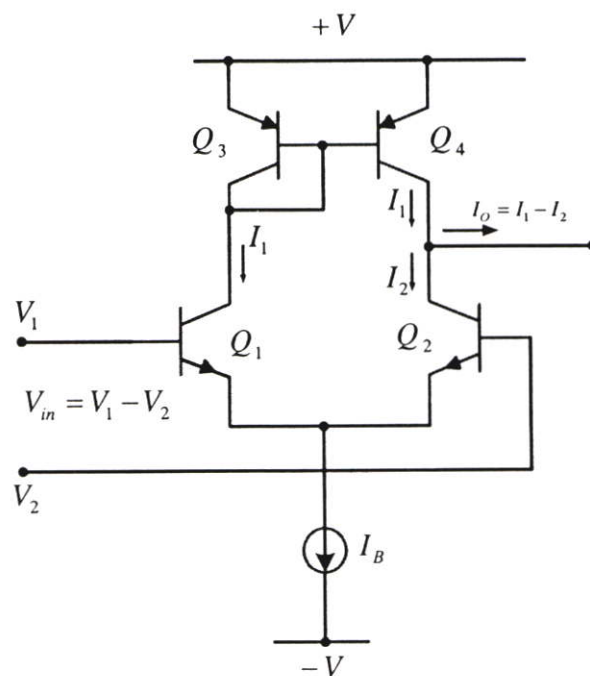 +V
Q3
Q4
I1
IO = I1 − I2
I1
I2
V1
Q1
Q2
Vin = V1 − V2
V2
IB
−V